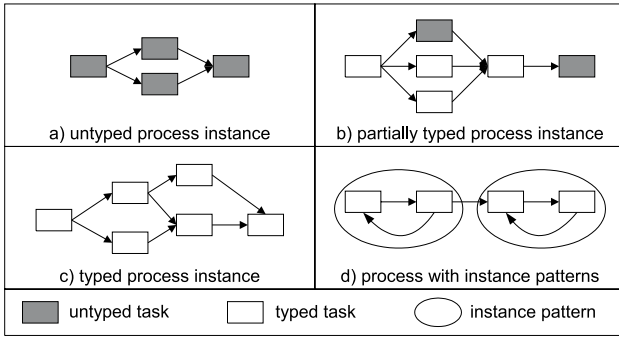 a) untyped process instance
b) partially typed process instance
c) typed process instance
d) process with instance patterns
untyped task
typed task
instance pattern